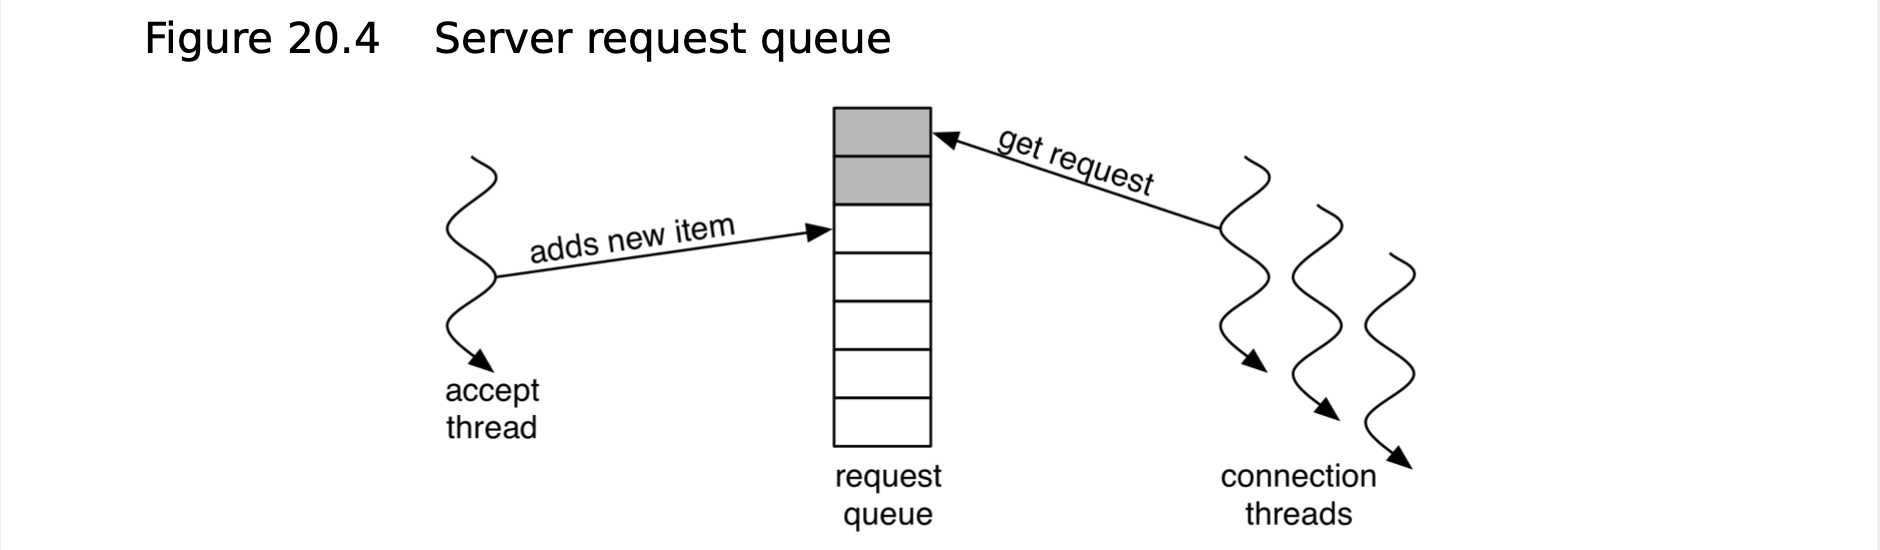 Figure 20.4 Server request queue
adds new item
get request
accept
thread
request
queue
connection
threads